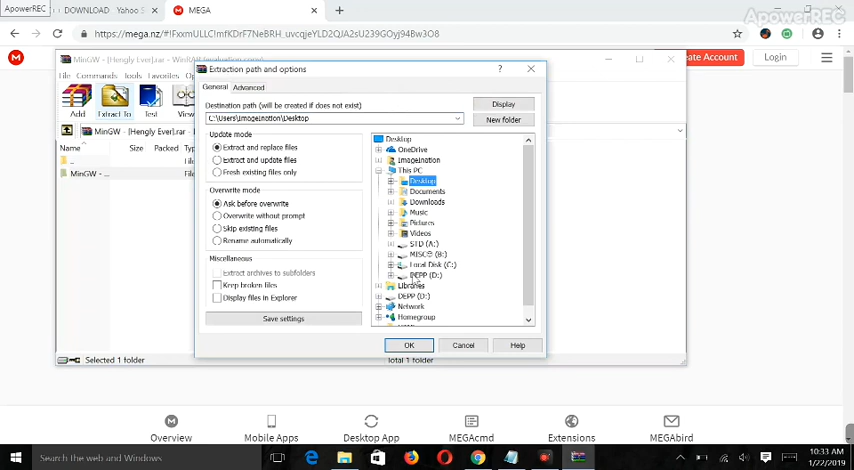 ApowerREC
DOWNLOAD Yahoo S
MEGA
ApowerREC
https://mega.nz/#!FxxmULLC!mfKDrF7NeBRH_uvcqjeYLD2QJA2sU239GOyj94Bw3O8
MinGW - [Hengly Ever].rar - WinRAR
File Commands Tools Favorites
Add
Extract To
Test
View
MinGW - [Hengly Ever].rar - RAR
Name
Size
Packed
..
MinGW - ...
Selected 1 folder
Total 1 folder
Create Account
Login
Extraction path and options
?
General
Advanced
Destination path (will be created if does not exist)
C:\Users\ImageInation\Desktop
Display
New folder
Update mode
Extract and replace files
Extract and update files
Fresh existing files only
Overwrite mode
Ask before overwrite
Overwrite without prompt
Skip existing files
Rename automatically
Miscellaneous
Extract archives to subfolders
Keep broken files
Display files in Explorer
Save settings
Desktop
OneDrive
ImageInation
This PC
Desktop
Documents
Downloads
Music
Pictures
Videos
STD (A:)
MISC© (B:)
Local Disk (C:)
DEPP (D:)
Libraries
DEPP (D:)
Network
Homegroup
OK
Cancel
Help
Overview
Mobile Apps
Desktop App
MEGAcmd
Extensions
MEGAbird
Search the web and Windows
10:33 AM
1/22/2019